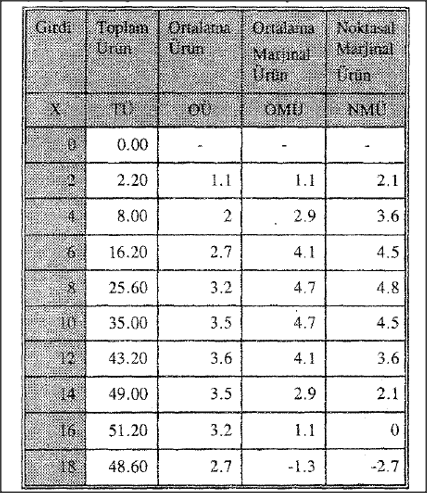 Girdi Toplam Ürün Ortalama Ürün Ortalama Marjinal Ürün Noktasal Marjinal Ürün
X TÜ OÜ OMÜ NMÜ
0 0.00 - - -
2 2.20 1.1 1.1 2.1
4 8.00 2 2.9 3.6
6 16.20 2.7 4.1 4.5
8 25.60 3.2 4.7 4.8
10 35.00 3.5 4.7 4.5
12 43.20 3.6 4.1 3.6
14 49.00 3.5 2.9 2.1
16 51.20 3.2 1.1 0
18 48.60 2.7 -1.3 -2.7